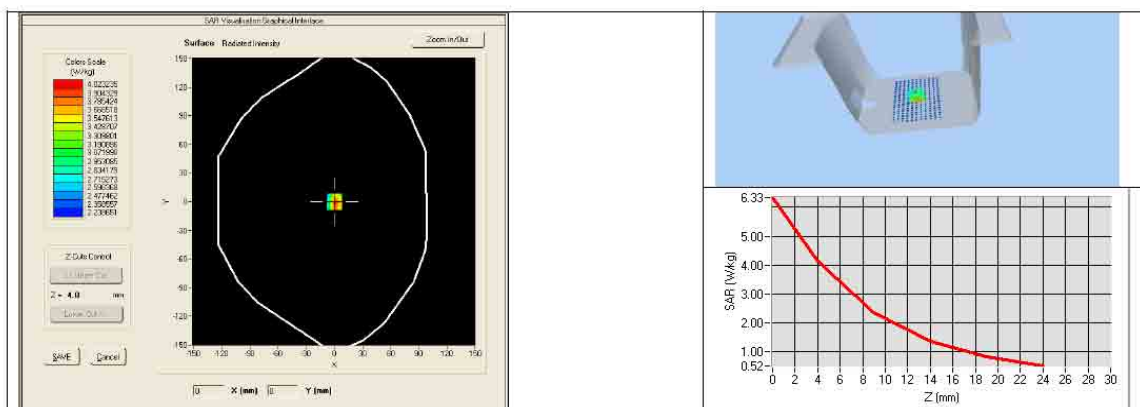 SAR Visualisation Graphical Interface
Surface Radiated Intensity
Zoom In/Out
Colors Scale
(W/kg)
4.023235
3.904329
3.785424
3.666518
3.547613
3.428707
3.309801
3.190896
3.071990
2.953085
2.834179
2.715273
2.596368
2.477462
2.358557
2.239651
150
120
90
60
30
0
-30
-60
-90
-120
-150
Y
-150 -120 -90 -60 -30 0 30 60 90 120 150
X
Z-Cuts Control
Z = 4.0 mm
SAVE Cancel
0 X (mm) 0 Y (mm)
6.33
5.00
4.00
3.00
2.00
1.00
0.52
SAR (W/kg)
0 2 4 6 8 10 12 14 16 18 20 22 24 26 28 30
Z (mm)